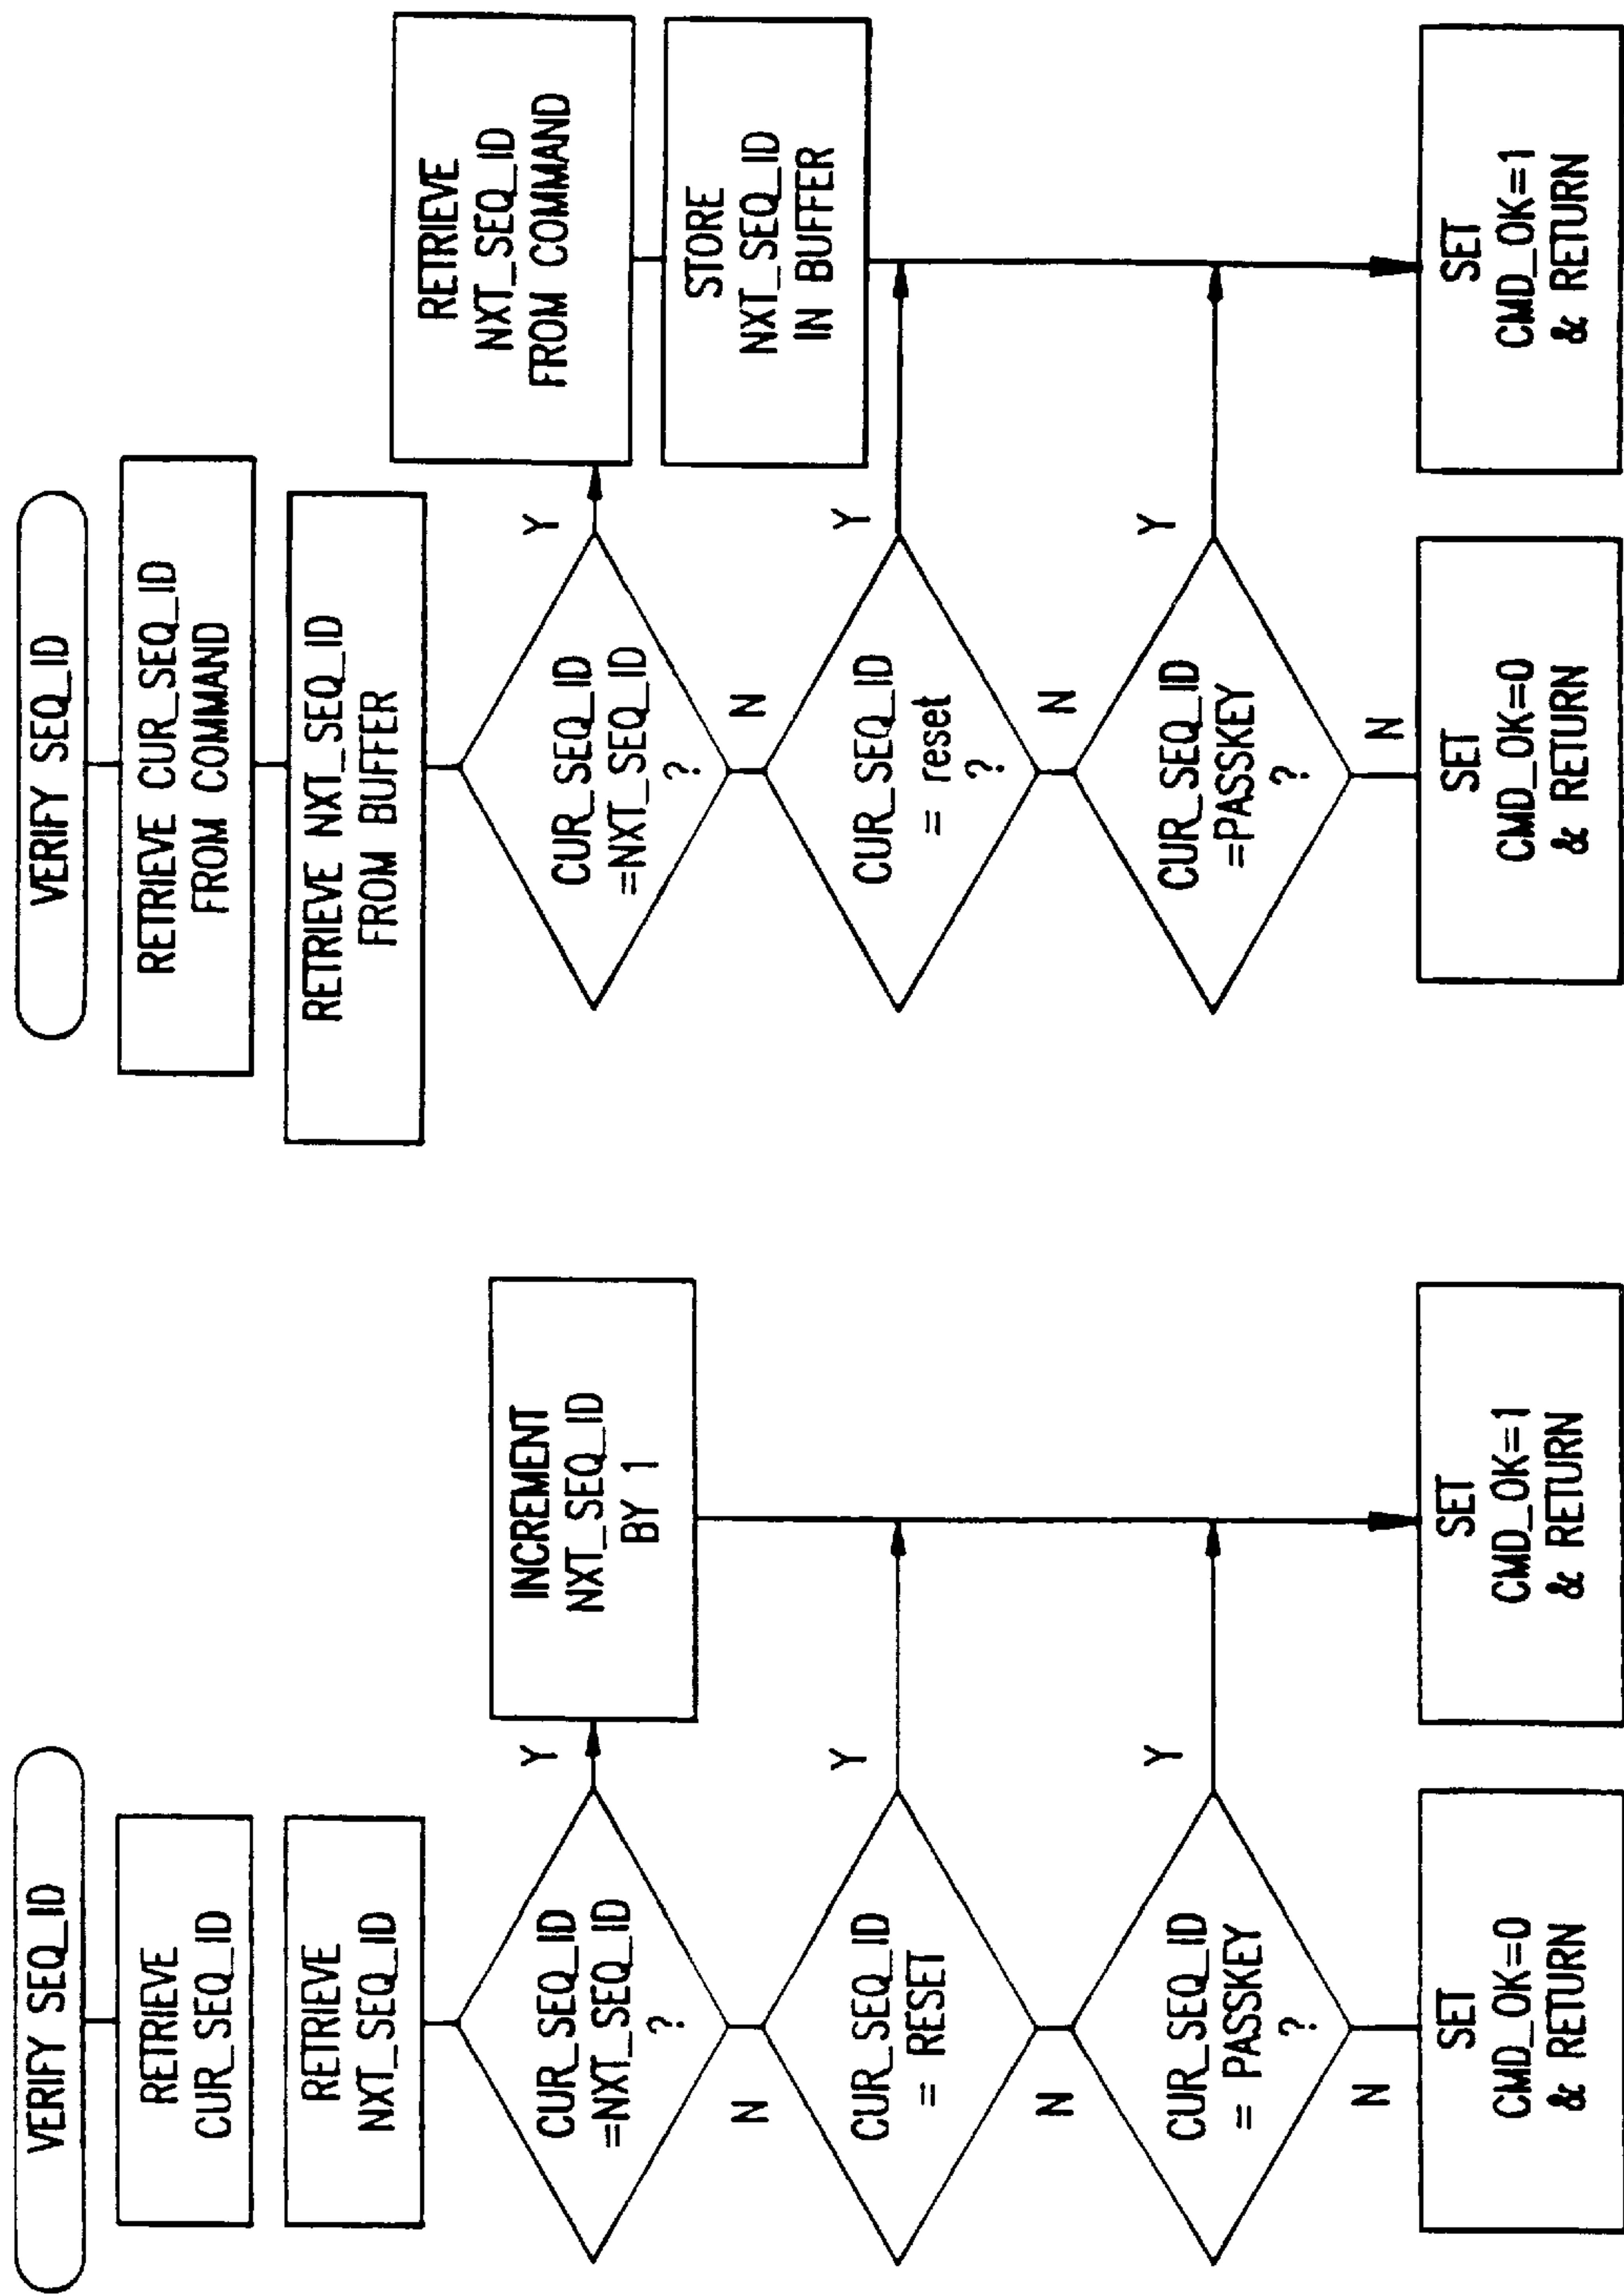 VERIFY SEQ_ID
RETRIEVE
CUR_SEQ_ID
RETRIEVE
NXT_SEQ_ID
CUR_SEQ_ID
=NXT_SEQ_ID
?
Y
INCREMENT
NXT_SEQ_ID
BY 1
N
CUR_SEQ_ID
= RESET
Y
N
CUR_SEQ_ID
= PASSKEY
?
Y
N
SET
CMD_OK=0
& RETURN
SET
CMD_OK=1
& RETURN
VERIFY SEQ_ID
RETRIEVE CUR_SEQ_ID
FROM COMMAND
RETRIEVE NXT_SEQ_ID
FROM BUFFER
CUR_SEQ_ID
=NXT_SEQ_ID
?
Y
RETRIEVE
NXT_SEQ_ID
FROM COMMAND
STORE
NXT_SEQ_ID
IN BUFFER
N
CUR_SEQ_ID
= reset
?
Y
N
CUR_SEQ_ID
=PASSKEY
?
Y
N
SET
CMD_OK=0
& RETURN
SET
CMD_OK=1
& RETURN